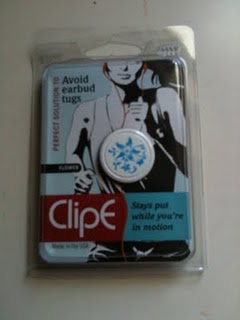 PERFECT SOLUTION TO
Avoid
earbud
tugs
FLOWER
ClipE
Stays put
while you're
in motion
Made in the USA